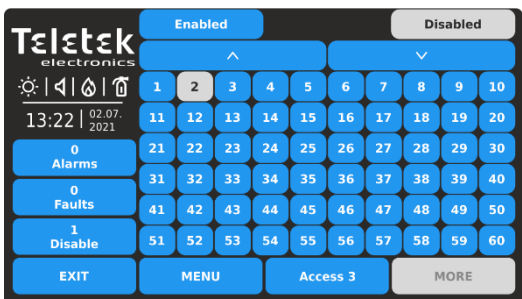 Teletek
electronics
13:22 02.07.
2021
0
Alarms
0
Faults
1
Disable
EXIT
Enabled Disabled
1 2 3 4 5 6 7 8 9 10
11 12 13 14 15 16 17 18 19 20
21 22 23 24 25 26 27 28 29 30
31 32 33 34 35 36 37 38 39 40
41 42 43 44 45 46 47 48 49 50
51 52 53 54 55 56 57 58 59 60
MENU Access 3 MORE